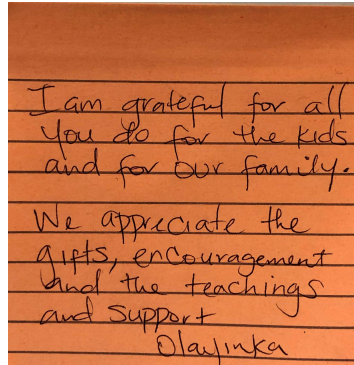 I am grateful for all
you do for the kids
and for our family.
We appreciate the
gifts, encouragement
and the teachings
and support
Olayinka